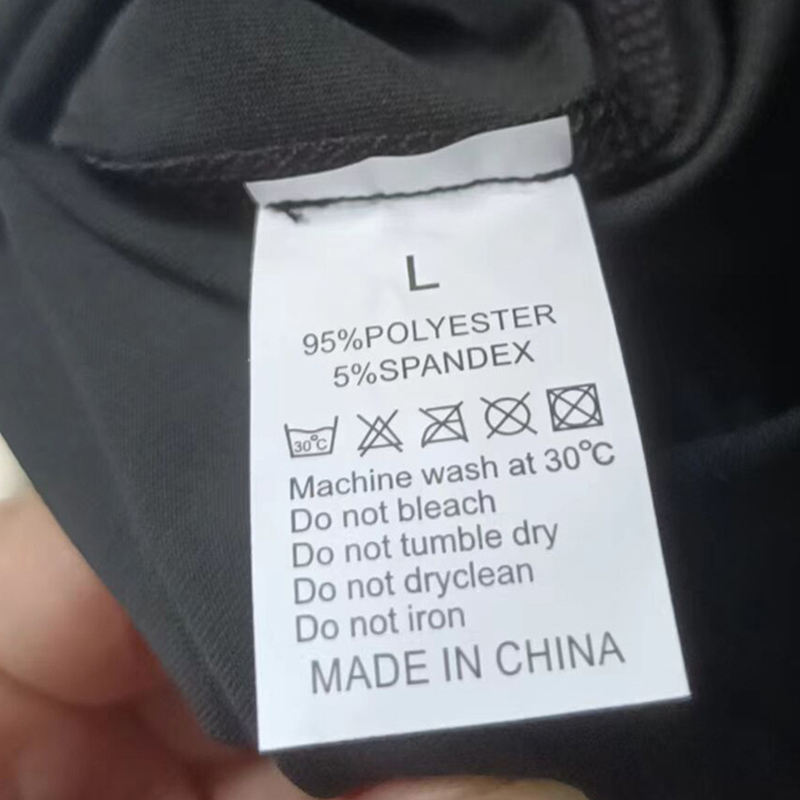 L
95%POLYESTER
5%SPANDEX
30°C
Machine wash at 30°C
Do not bleach
Do not tumble dry
Do not dryclean
Do not iron
MADE IN CHINA